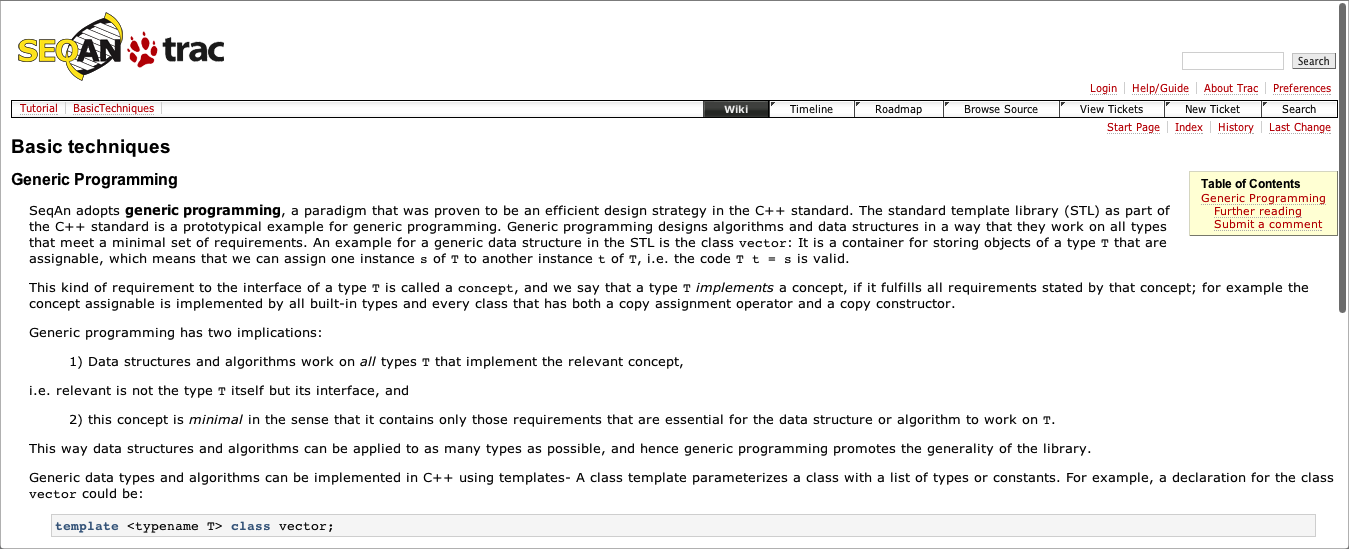 SEQAN trac
Search
Login Help/Guide About Trac Preferences
Tutorial BasicTechniques Wiki Timeline Roadmap Browse Source View Tickets New Ticket Search
Start Page Index History Last Change
Basic techniques
Generic Programming
Table of Contents
Generic Programming
Further reading
Submit a comment
SeqAn adopts generic programming, a paradigm that was proven to be an efficient design strategy in the C++ standard. The standard template library (STL) as part of
the C++ standard is a prototypical example for generic programming. Generic programming designs algorithms and data structures in a way that they work on all types
that meet a minimal set of requirements. An example for a generic data structure in the STL is the class vector: It is a container for storing objects of a type T that are
assignable, which means that we can assign one instance s of T to another instance t of T, i.e. the code T t = s is valid.
This kind of requirement to the interface of a type T is called a concept, and we say that a type T implements a concept, if it fulfills all requirements stated by that concept; for example the
concept assignable is implemented by all built-in types and every class that has both a copy assignment operator and a copy constructor.
Generic programming has two implications:
1) Data structures and algorithms work on all types T that implement the relevant concept,
i.e. relevant is not the type T itself but its interface, and
2) this concept is minimal in the sense that it contains only those requirements that are essential for the data structure or algorithm to work on T.
This way data structures and algorithms can be applied to as many types as possible, and hence generic programming promotes the generality of the library.
Generic data types and algorithms can be implemented in C++ using templates- A class template parameterizes a class with a list of types or constants. For example, a declaration for the class
vector could be:
template <typename T> class vector;